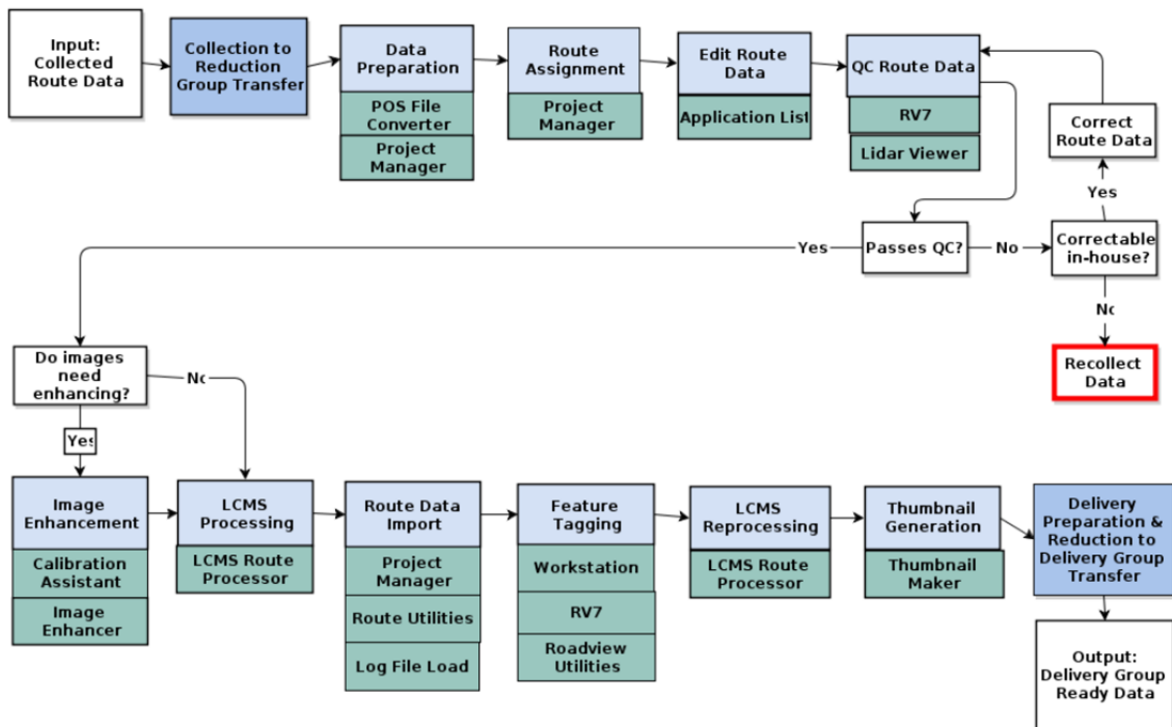 Input:
Collected
Route Data
Collection to
Reduction
Group Transfer
Data
Preparation
POS File
Converter
Project
Manager
Route
Assignment
Project
Manager
Edit Route
Data
Application List
QC Route Data
RV7
Lidar Viewer
Correct
Route Data
Yes
Passes QC?
No
Correctable
in-house?
Yes
No
Recollect
Data
Do images
need
enhancing?
No
Yes
Image
Enhancement
Calibration
Assistant
Image
Enhancer
LCMS
Processing
LCMS Route
Processor
Route Data
Import
Project
Manager
Route Utilities
Log File Load
Feature
Tagging
Workstation
RV7
Roadview
Utilities
LCMS
Reprocessing
LCMS Route
Processor
Thumbnail
Generation
Thumbnail
Maker
Delivery
Preparation &
Reduction to
Delivery Group
Transfer
Output:
Delivery Group
Ready Data